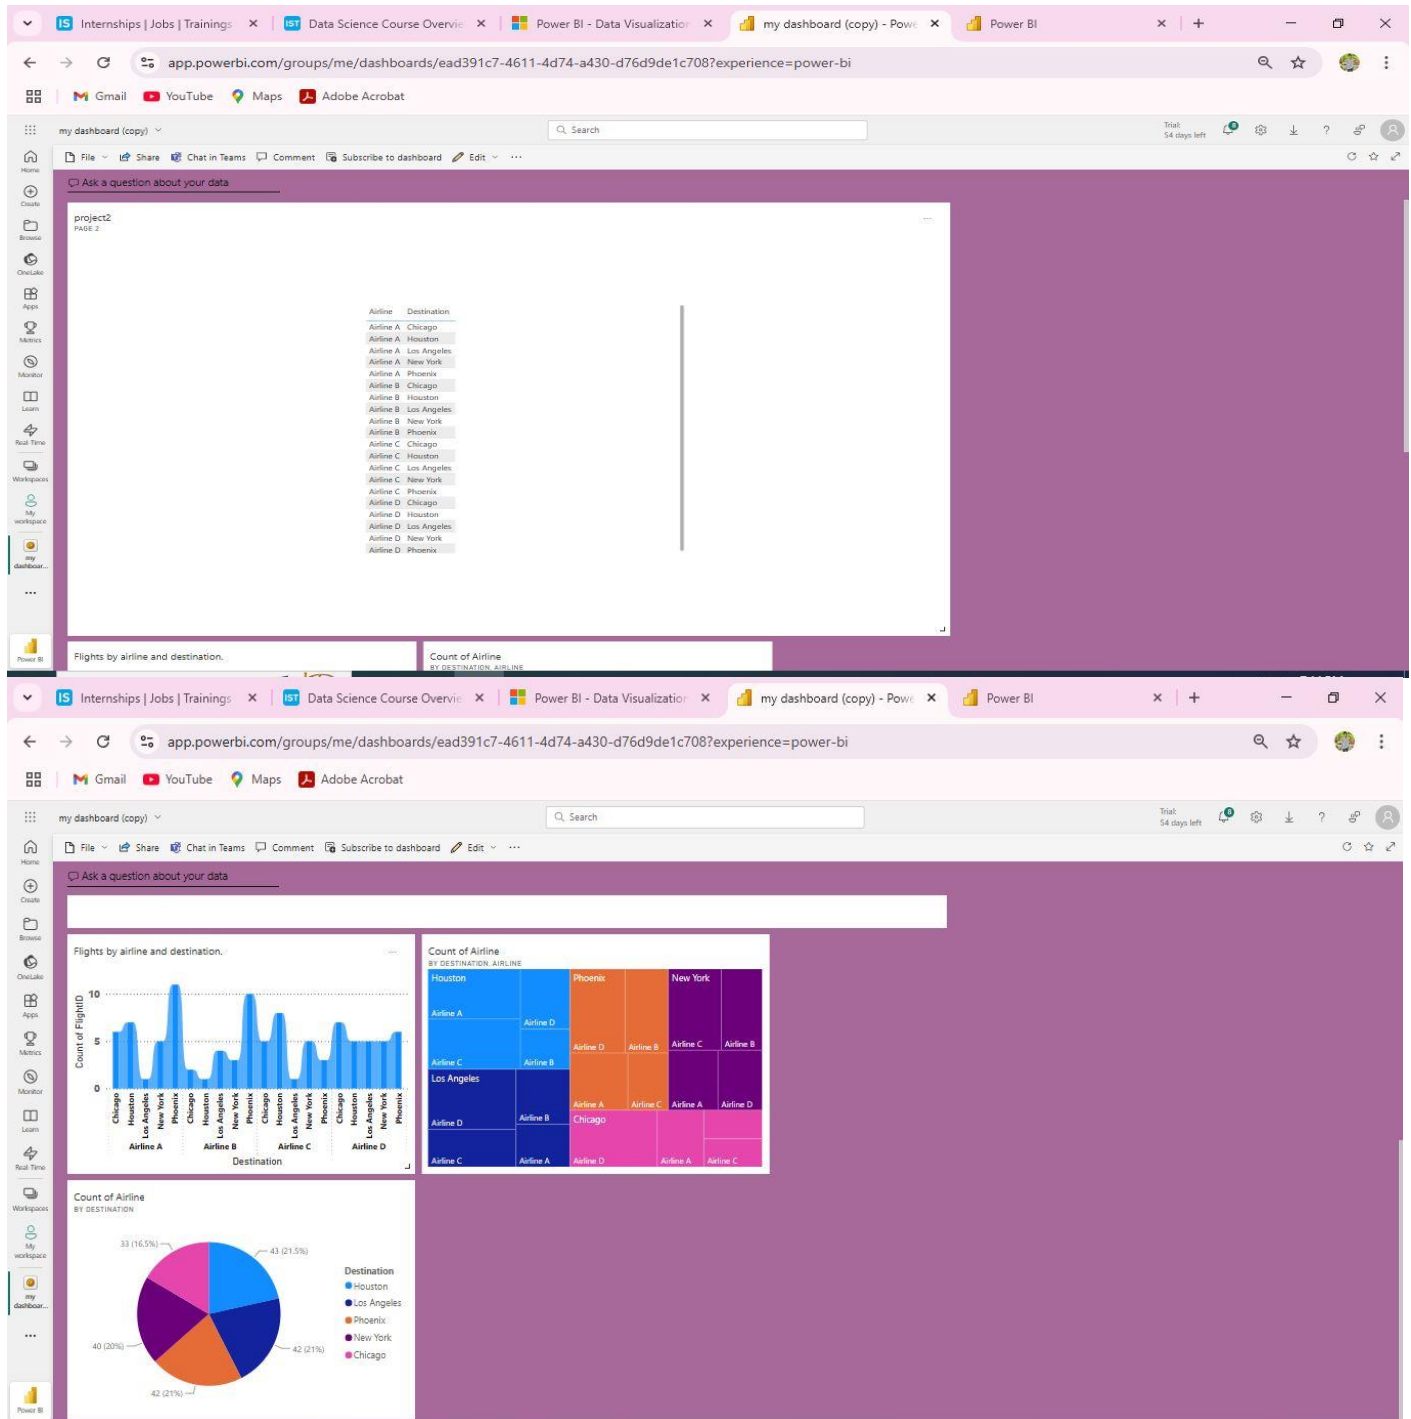 Internships | Jobs | Trainings
Data Science Course Overvie
Power BI - Data Visualization
my dashboard (copy) - Powe
Power BI
app.powerbi.com/groups/me/dashboards/ead391c7-4611-4d74-a430-d76d9de1c708?experience=power-bi
Gmail YouTube Maps Adobe Acrobat
my dashboard (copy)
Search
Trial:
54 days left
8
File Share Chat in Teams Comment Subscribe to dashboard Edit
Home
Create
Browse
OneLake
Apps
Metrics
Monitor
Learn
Real-Time
Workspaces
My
workspace
my
dashboar...
Power BI
Ask a question about your data
project2
PAGE 2
Airline Destination
Airline A Chicago
Airline A Houston
Airline A Los Angeles
Airline A New York
Airline A Phoenix
Airline B Chicago
Airline B Houston
Airline B Los Angeles
Airline B New York
Airline B Phoenix
Airline C Chicago
Airline C Houston
Airline C Los Angeles
Airline C New York
Airline C Phoenix
Airline D Chicago
Airline D Houston
Airline D Los Angeles
Airline D New York
Airline D Phoenix
Flights by airline and destination.
Count of Airline
BY DESTINATION, AIRLINE
Internships | Jobs | Trainings
Data Science Course Overvie
Power BI - Data Visualization
my dashboard (copy) - Powe
Power BI
app.powerbi.com/groups/me/dashboards/ead391c7-4611-4d74-a430-d76d9de1c708?experience=power-bi
Gmail YouTube Maps Adobe Acrobat
my dashboard (copy)
Search
Trial:
54 days left
8
File Share Chat in Teams Comment Subscribe to dashboard Edit
Home
Create
Browse
OneLake
Apps
Metrics
Monitor
Learn
Real-Time
Workspaces
My
workspace
my
dashboar...
Power BI
Ask a question about your data
Flights by airline and destination.
Count of FlightID
10
5
0
Chicago
Houston
Los Angeles
New York
Phoenix
Chicago
Houston
Los Angeles
New York
Phoenix
Chicago
Houston
Los Angeles
New York
Phoenix
Chicago
Houston
Los Angeles
New York
Phoenix
Airline A Airline B Airline C Airline D
Destination
Count of Airline
BY DESTINATION, AIRLINE
Houston
Airline A
Airline D
Airline C
Airline B
Phoenix
Airline D
Airline B
Airline A
Airline C
New York
Airline C
Airline B
Airline A
Airline D
Los Angeles
Airline D
Airline B
Airline C
Airline A
Chicago
Airline D
Airline A
Airline C
Count of Airline
BY DESTINATION
33 (16.5%)
43 (21.5%)
40 (20%)
42 (21%)
42 (21%)
Destination
Houston
Los Angeles
Phoenix
New York
Chicago